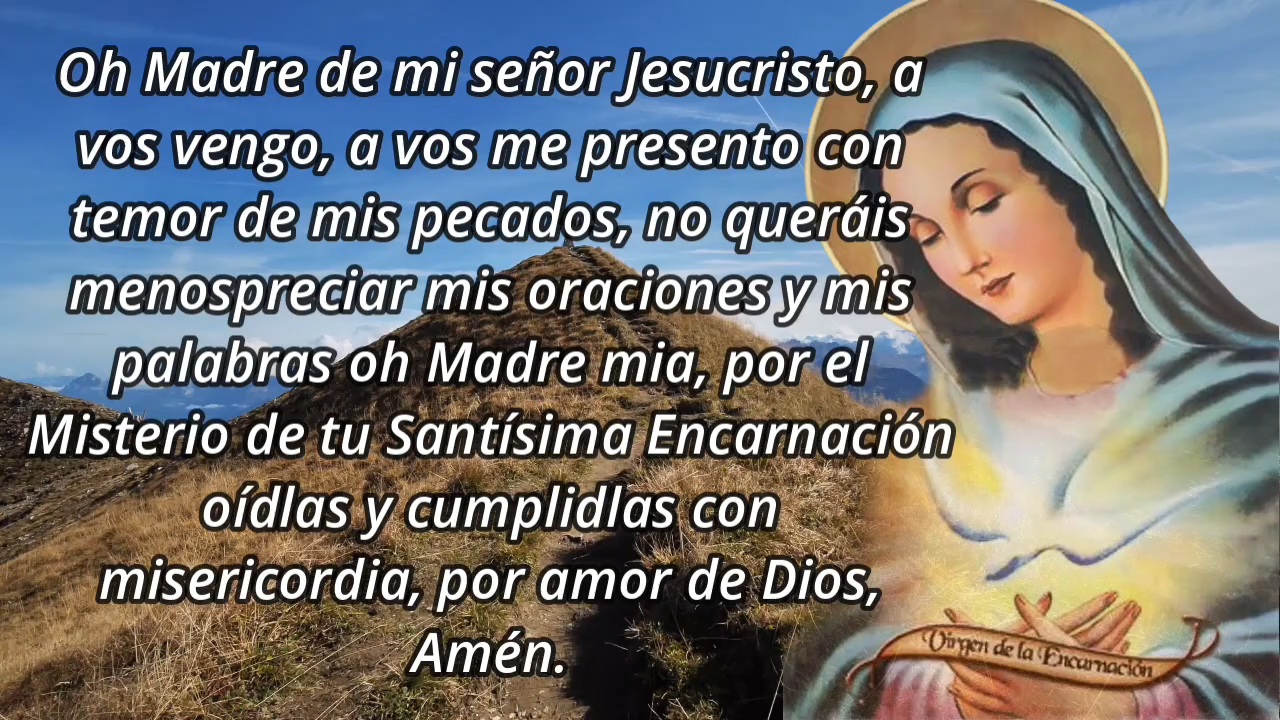 Oh Madre de mi señor Jesucristo, a
vos vengo, a vos me presento con
temor de mis pecados, no queráis
menospreciar mis oraciones y mis
palabras oh Madre mia, por el
Misterio de tu Santísima Encarnación
oídlas y cumplidlas con
misericordia, por amor de Dios,
Amén.
Virgen de la Encarnación